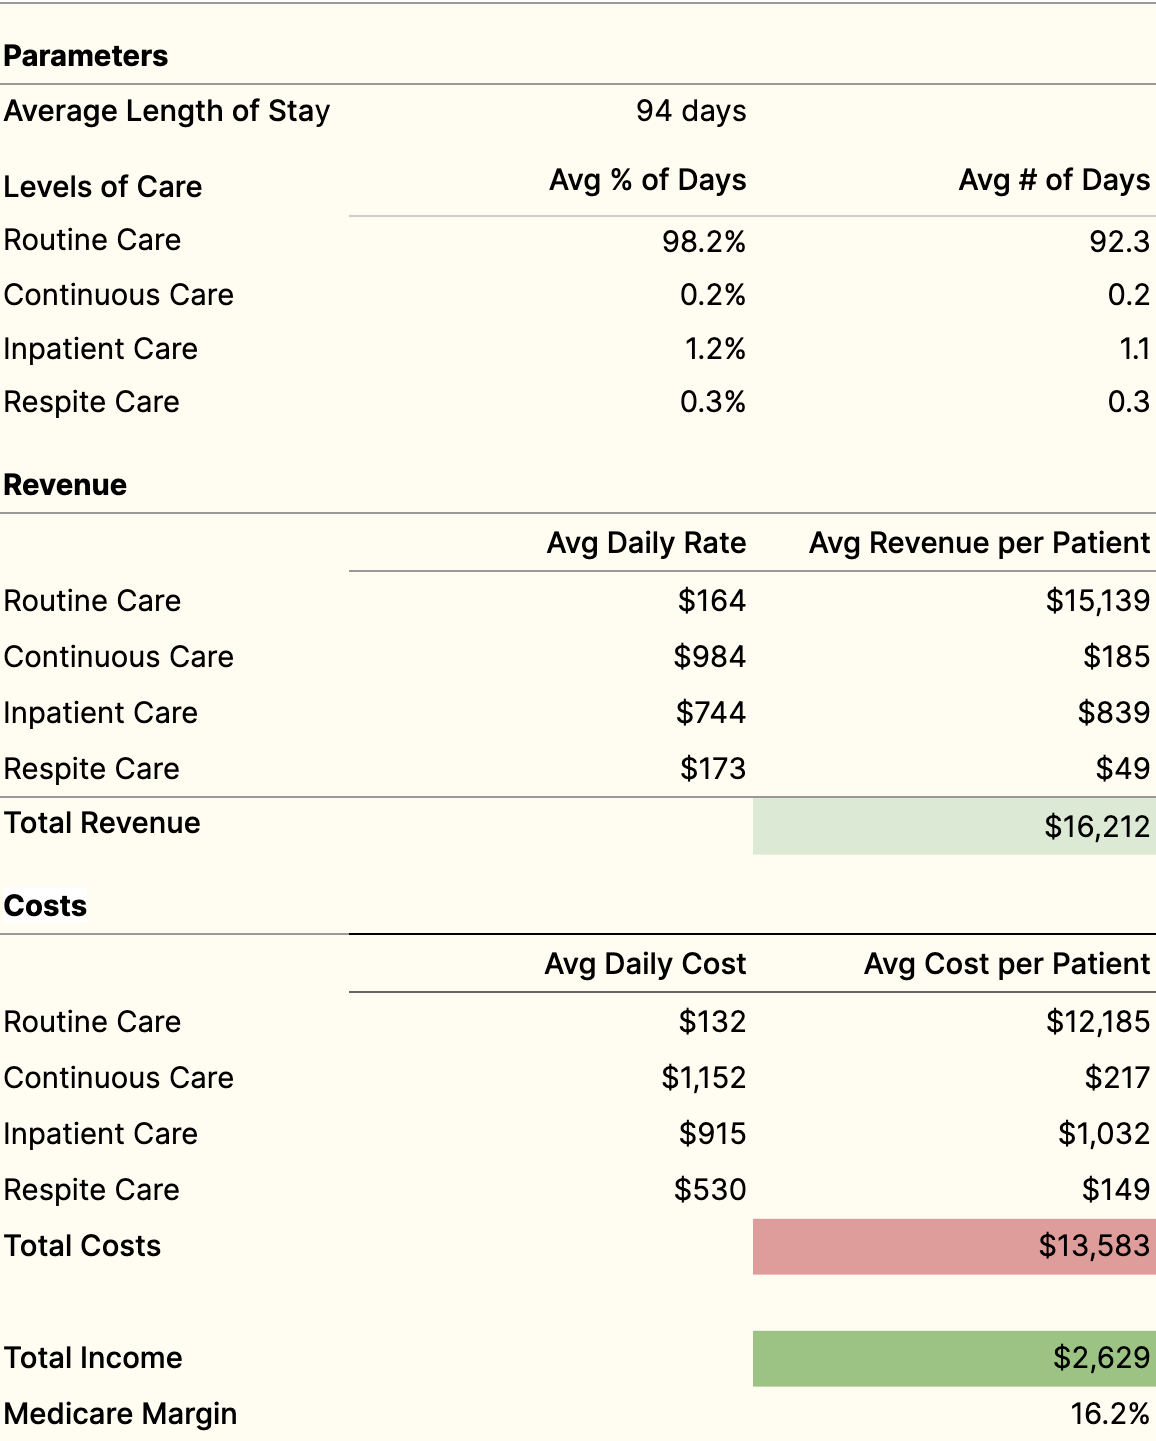 Parameters
Average Length of Stay 94 days
Levels of Care Avg % of Days Avg # of Days
Routine Care 98.2% 92.3
Continuous Care 0.2% 0.2
Inpatient Care 1.2% 1.1
Respite Care 0.3% 0.3
Revenue
Avg Daily Rate Avg Revenue per Patient
Routine Care $164 $15,139
Continuous Care $984 $185
Inpatient Care $744 $839
Respite Care $173 $49
Total Revenue $16,212
Costs
Avg Daily Cost Avg Cost per Patient
Routine Care $132 $12,185
Continuous Care $1,152 $217
Inpatient Care $915 $1,032
Respite Care $530 $149
Total Costs $13,583
Total Income $2,629
Medicare Margin 16.2%